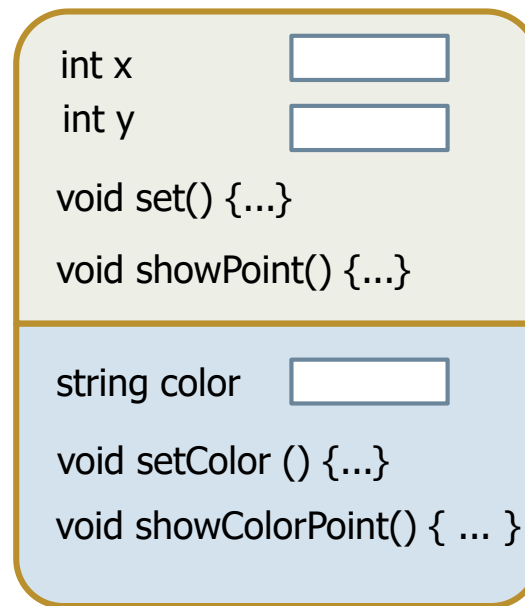 int x
int y
void set() {...}
void showPoint() {...}
string color
void setColor () {...}
void showColorPoint() { ... }